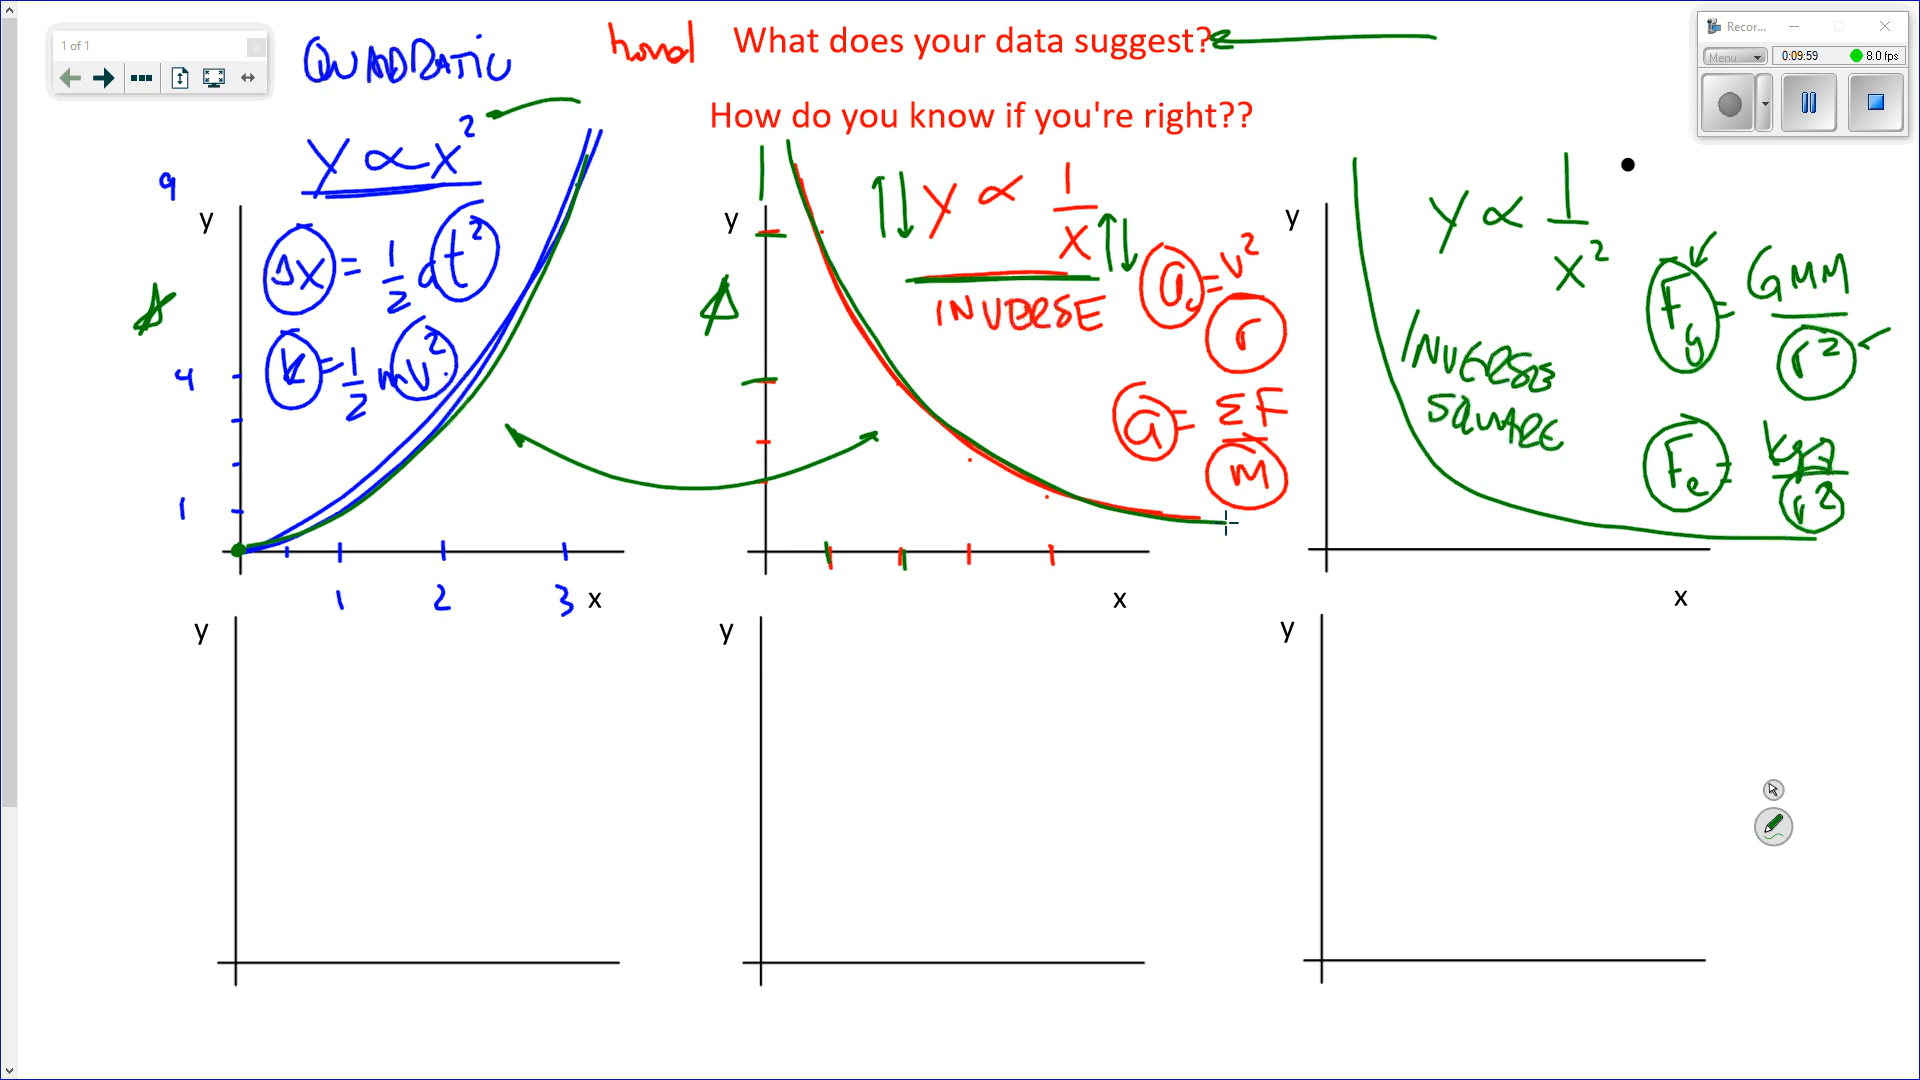 1 of 1
Recor...
Menu
0:09:59
8.0 fps
QUADRATIC
What does your data suggest?
How do you know if you're right??
y ∝ x²
9
y
Δx = 1/2 at²
K = 1/2 mv²
4
1
1 2 3 x
y
y ∝ 1/x
INVERSE
a꜀ = v²/r
a = ΣF/m
x
y
y ∝ 1/x²
INVERSE
SQUARE
Fg = GMM/r²
Fe = kqq/r²
x
y
y
y